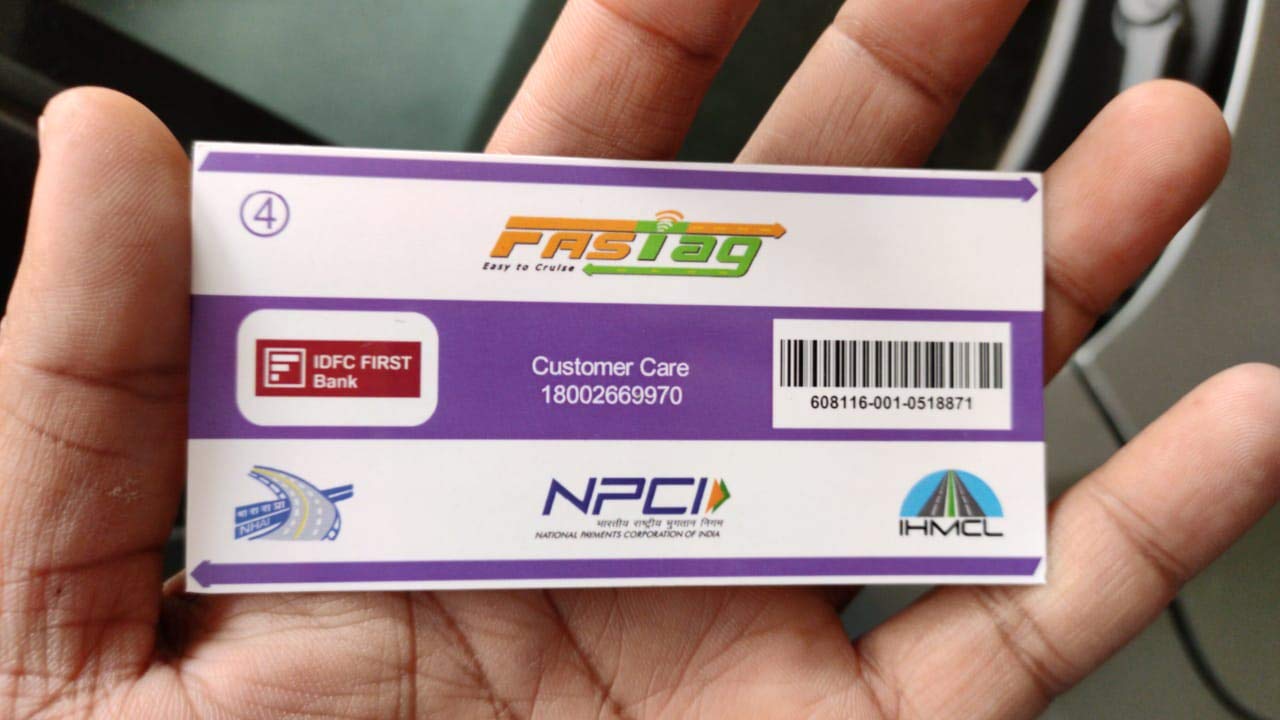 4
FASTag
Easy to Cruise
IDFC FIRST
Bank
Customer Care
18002669970
608116-001-0518871
भा रा रा प्रा
NHAI
NPCI
भारतीय राष्ट्रीय भुगतान निगम
NATIONAL PAYMENTS CORPORATION OF INDIA
IHMCL